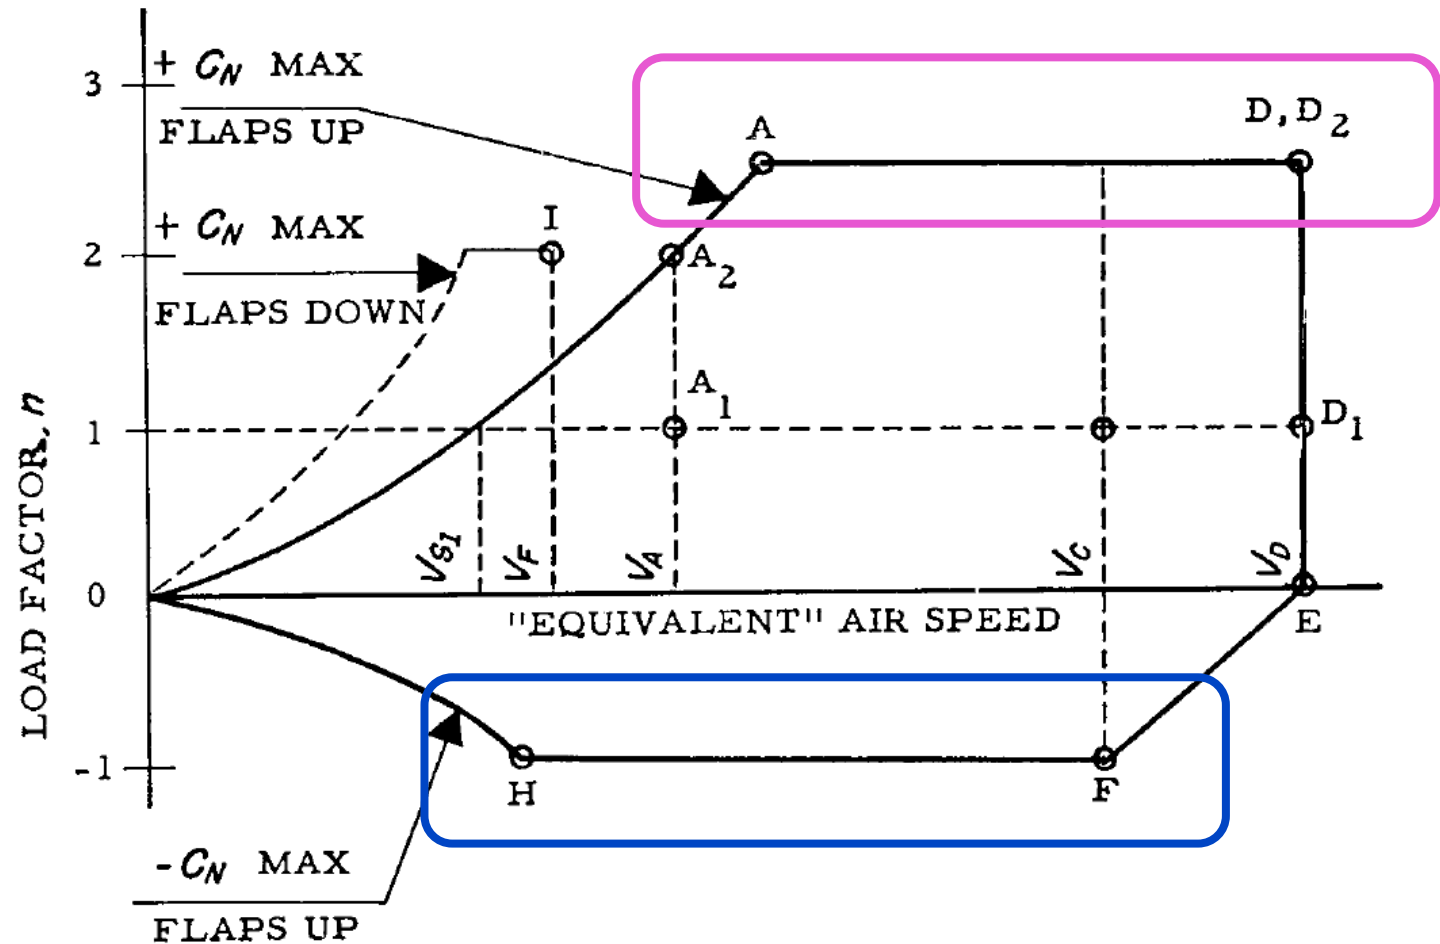 + CN MAX
FLAPS UP
3
A
D, D2
+ CN MAX
FLAPS DOWN
2
I
A2
A1
1
D1
LOAD FACTOR, n
VS1
VF
VA
VC
VD
0
"EQUIVALENT" AIR SPEED
E
-1
H
F
- CN MAX
FLAPS UP